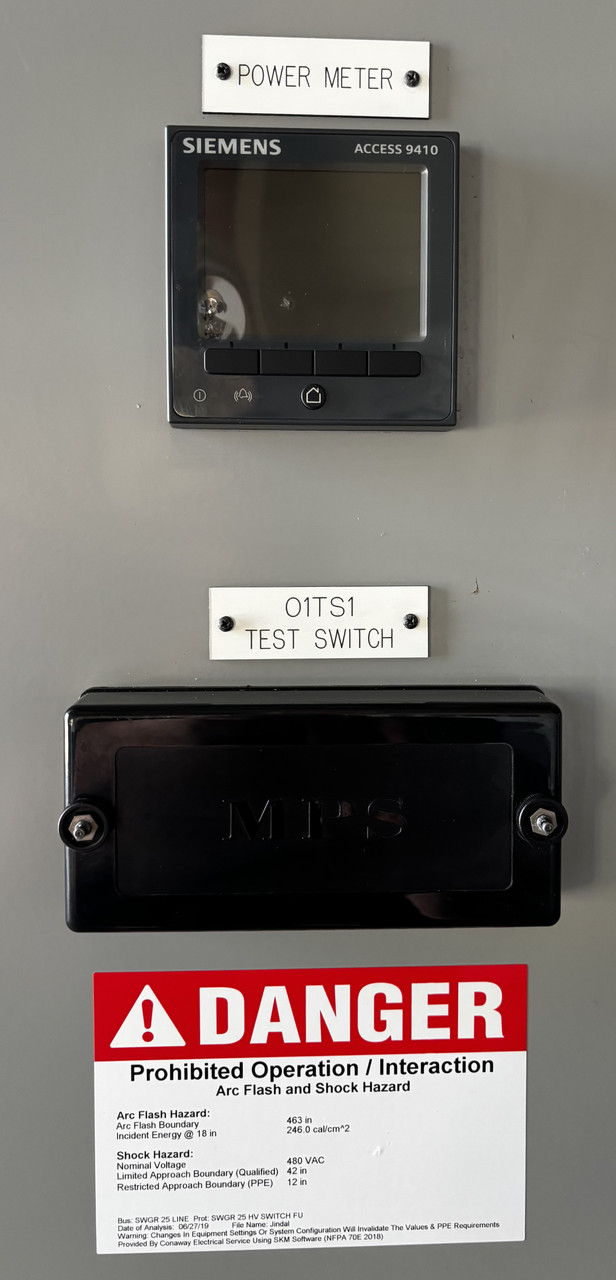 POWER METER
SIEMENS ACCESS 9410
01TS1
TEST SWITCH
MPS
DANGER
Prohibited Operation / Interaction
Arc Flash and Shock Hazard
Arc Flash Hazard:
Arc Flash Boundary 463 in
Incident Energy @ 18 in 246.0 cal/cm^2
Shock Hazard:
Nominal Voltage 480 VAC
Limited Approach Boundary (Qualified) 42 in
Restricted Approach Boundary (PPE) 12 in
Bus: SWGR 25 LINE Prot: SWGR 25 HV SWITCH FU
Date of Analysis: 06/27/19 File Name: Jindal
Warning: Changes In Equipment Settings Or System Configuration Will Invalidate The Values & PPE Requirements
Provided By Conaway Electrical Service Using SKM Software (NFPA 70E 2018)